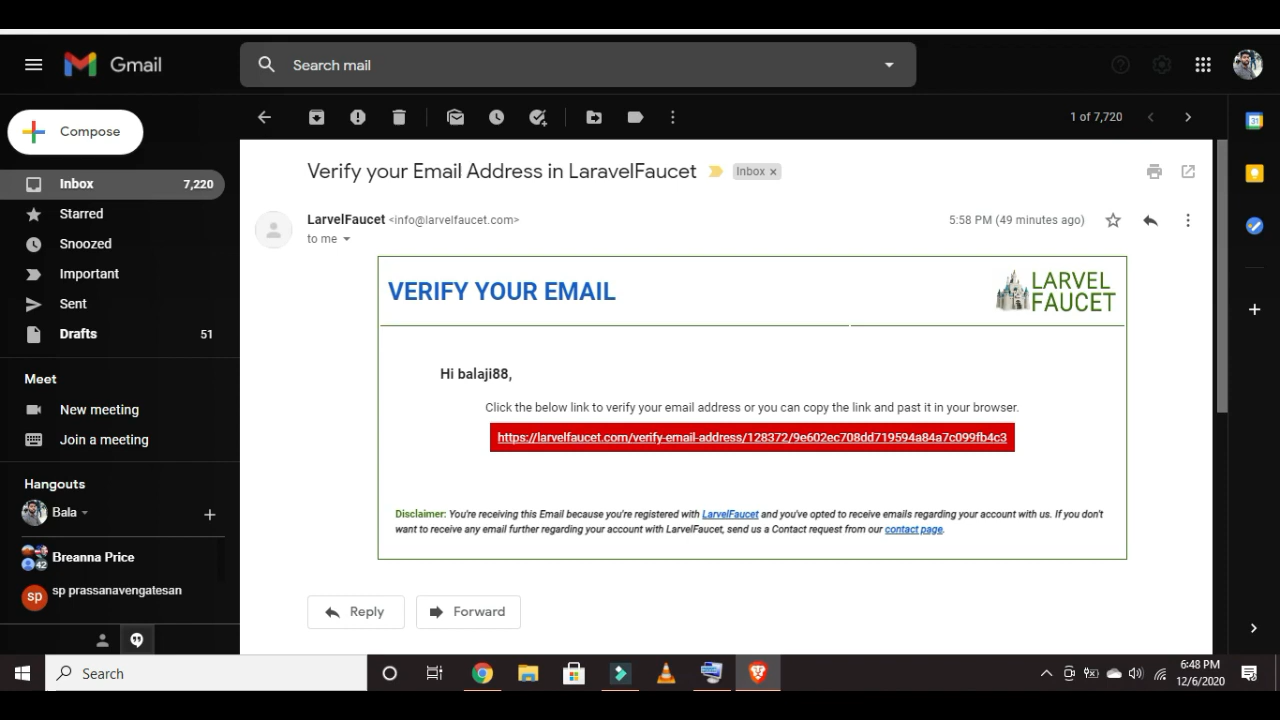 Gmail
Search mail
Compose
1 of 7,720
Inbox 7,220
Starred
Snoozed
Important
Sent
Drafts 51
Meet
New meeting
Join a meeting
Hangouts
Bala
Breanna Price
42
sp
sp prassanavengatesan
Verify your Email Address in LaravelFaucet
Inbox x
LarvelFaucet <info@larvelfaucet.com>
5:58 PM (49 minutes ago)
to me
VERIFY YOUR EMAIL
LARVEL
FAUCET
Hi balaji88,
Click the below link to verify your email address or you can copy the link and past it in your browser.
https://larvelfaucet.com/verify-email-address/128372/9e602ec708dd719594a84a7c099fb4c3
Disclaimer: You're receiving this Email because you're registered with LarvelFaucet and you've opted to receive emails regarding your account with us. If you don't
want to receive any email further regarding your account with LarvelFaucet, send us a Contact request from our contact page.
Reply
Forward
31
Search
6:48 PM
12/6/2020